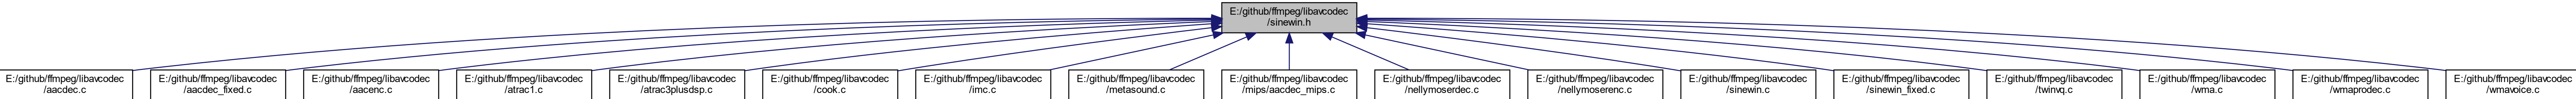 E:/github/ffmpeg/libavcodec
/sinewin.h
E:/github/ffmpeg/libavcodec
/aacdec.c
E:/github/ffmpeg/libavcodec
/aacdec_fixed.c
E:/github/ffmpeg/libavcodec
/aacenc.c
E:/github/ffmpeg/libavcodec
/atrac1.c
E:/github/ffmpeg/libavcodec
/atrac3plusdsp.c
E:/github/ffmpeg/libavcodec
/cook.c
E:/github/ffmpeg/libavcodec
/imc.c
E:/github/ffmpeg/libavcodec
/metasound.c
E:/github/ffmpeg/libavcodec
/mips/aacdec_mips.c
E:/github/ffmpeg/libavcodec
/nellymoserdec.c
E:/github/ffmpeg/libavcodec
/nellymoserenc.c
E:/github/ffmpeg/libavcodec
/sinewin.c
E:/github/ffmpeg/libavcodec
/sinewin_fixed.c
E:/github/ffmpeg/libavcodec
/twinvq.c
E:/github/ffmpeg/libavcodec
/wma.c
E:/github/ffmpeg/libavcodec
/wmaprodec.c
E:/github/ffmpeg/libavcodec
/wmavoice.c